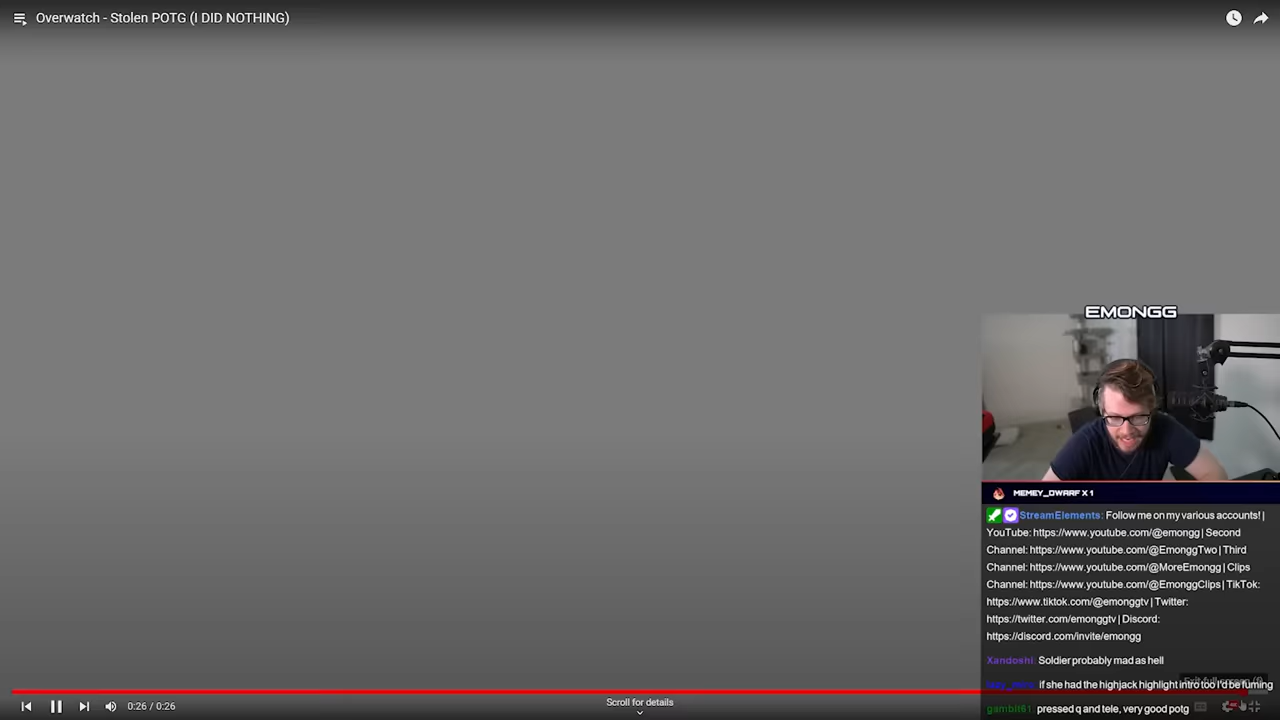 Overwatch - Stolen POTG (I DID NOTHING)
EMONGG
MEMEY_DWARF X 1
StreamElements: Follow me on my various accounts! |
YouTube: https://www.youtube.com/@emongg | Second
Channel: https://www.youtube.com/@EmonggTwo | Third
Channel: https://www.youtube.com/@MoreEmongg | Clips
Channel: https://www.youtube.com/@EmonggClips | TikTok:
https://www.tiktok.com/@emonggtv | Twitter:
https://twitter.com/emonggtv | Discord:
https://discord.com/invite/emongg
Xandoshi: Soldier probably mad as hell
if she had the highjack highlight intro too I'd be fuming
gambit61: pressed q and tele, very good potg
0:26 / 0:26
Scroll for details